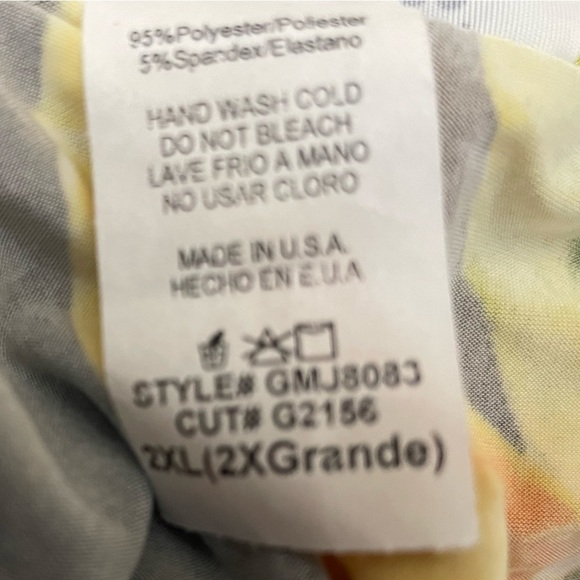 95%Polyester/Poliester
5%Spandex/Elastano
HAND WASH COLD
DO NOT BLEACH
LAVE FRIO A MANO
NO USAR CLORO
MADE IN U.S.A.
HECHO EN E.U.A
STYLE# GMJ8083
CUT# G2156
2XL(2XGrande)